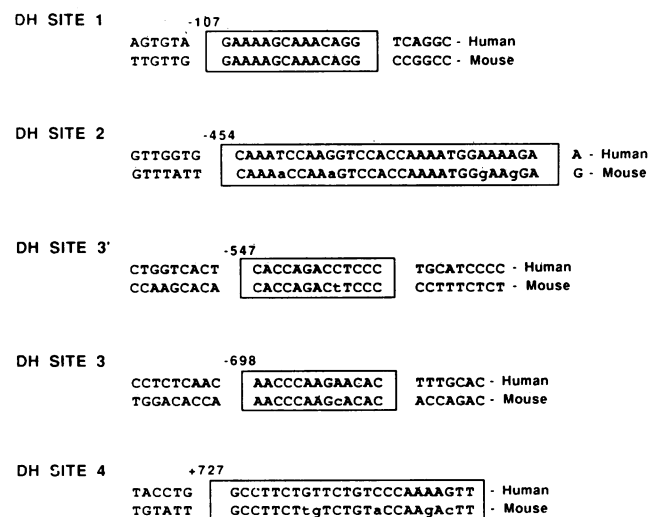 DH SITE 1
-107
AGTGTA GAAAAGCAAACAGG TCAGGC - Human
TTGTTG GAAAAGCAAACAGG CCGGCC - Mouse
DH SITE 2
-454
GTTGGTG CAAATCCAAGGTCCACCAAAATGGAAAAGA A - Human
GTTTATT CAAAaCCAAaGTCCACCAAAATGGgAAgGA G - Mouse
DH SITE 3'
-547
CTGGTCACT CACCAGACCTCCC TGCATCCCC - Human
CCAAGCACA CACCAGACtTCCC CCTTTCTCT - Mouse
DH SITE 3
-698
CCTCTCAAC AACCCAAGAACAC TTTGCAC - Human
TGGACACCA AACCCAAGcACAC ACCAGAC - Mouse
DH SITE 4
+727
TACCTG GCCTTCTGTTCTGTCCCAAAAGTT - Human
TGTATT GCCTTCTtgTCTGTaCCAAgAcTT - Mouse